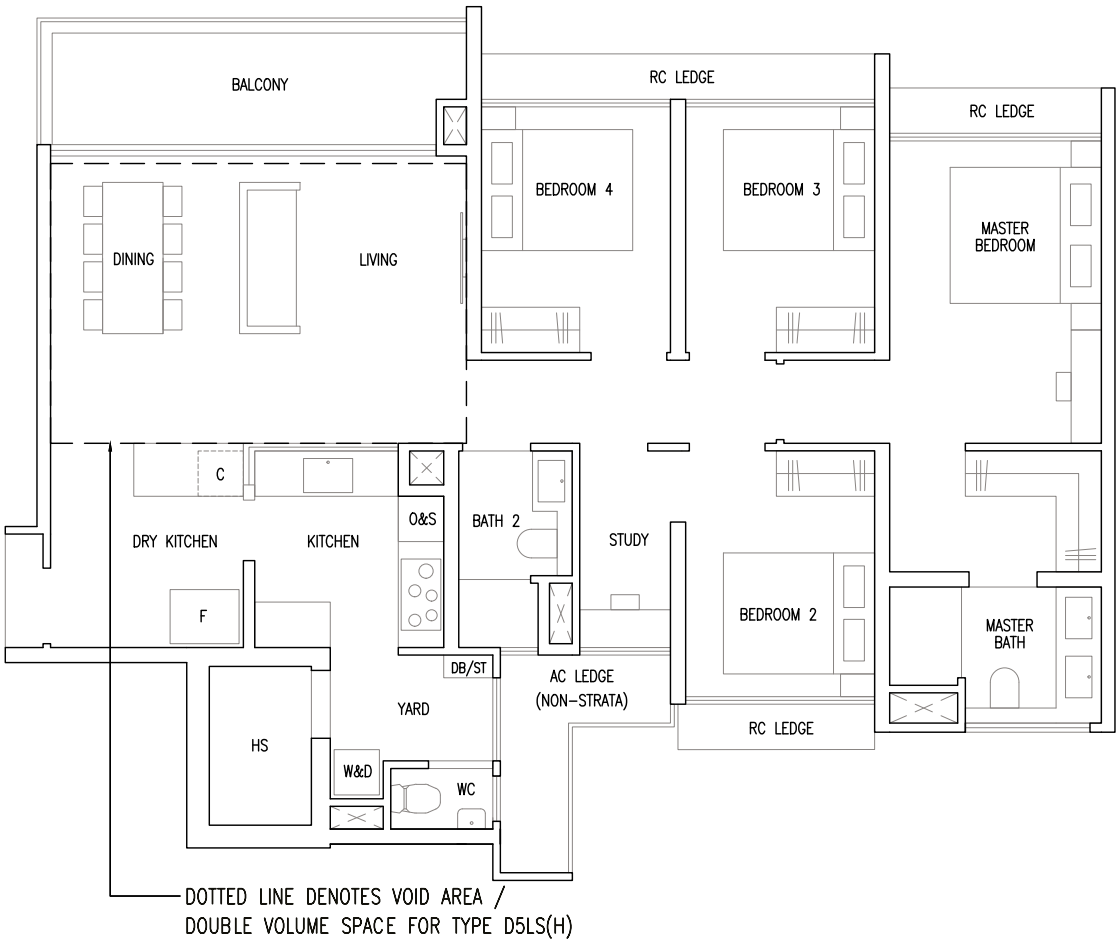 BALCONY
RC LEDGE
RC LEDGE
BEDROOM 4
BEDROOM 3
MASTER
BEDROOM
DINING
LIVING
C
O&S
BATH 2
DRY KITCHEN
KITCHEN
STUDY
F
BEDROOM 2
MASTER
BATH
DB/ST
AC LEDGE
(NON-STRATA)
YARD
RC LEDGE
HS
W&D
WC
DOTTED LINE DENOTES VOID AREA /
DOUBLE VOLUME SPACE FOR TYPE D5LS(H)